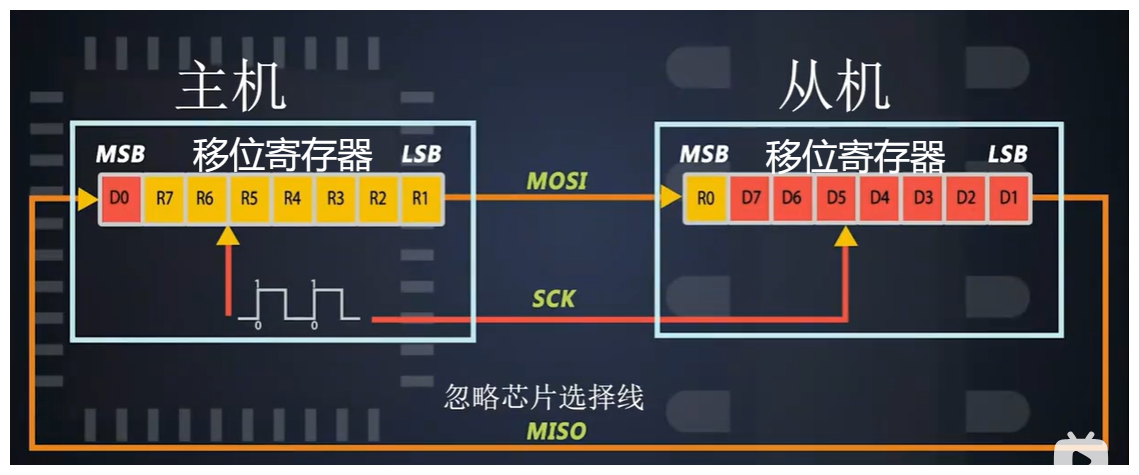 主机 从机
MSB 移位寄存器 LSB MSB 移位寄存器 LSB
MOSI
D0 R7 R6 R5 R4 R3 R2 R1 R0 D7 D6 D5 D4 D3 D2 D1
1 1
SCK
0 0
忽略芯片选择线
MISO